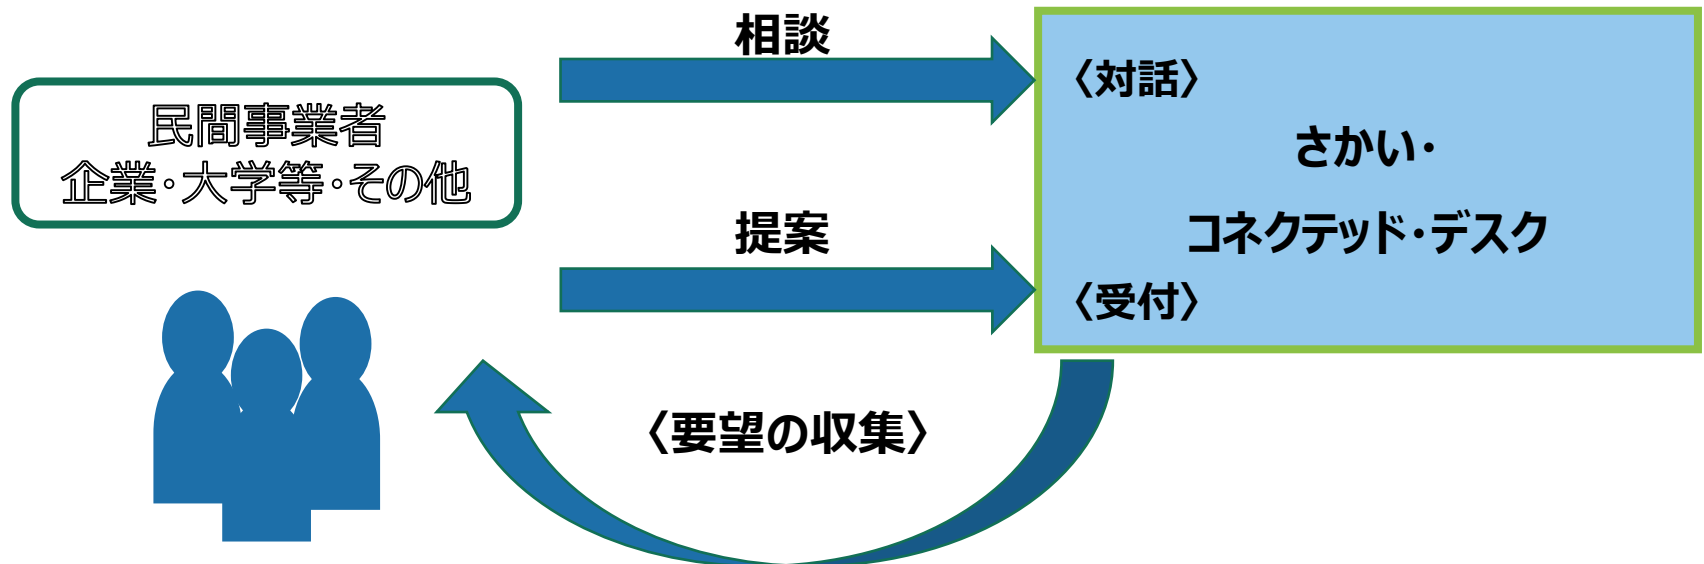 相談
民間事業者
企業・大学等・その他
提案
〈対話〉
さかい・
コネクテッド・デスク
〈受付〉
〈要望の収集〉